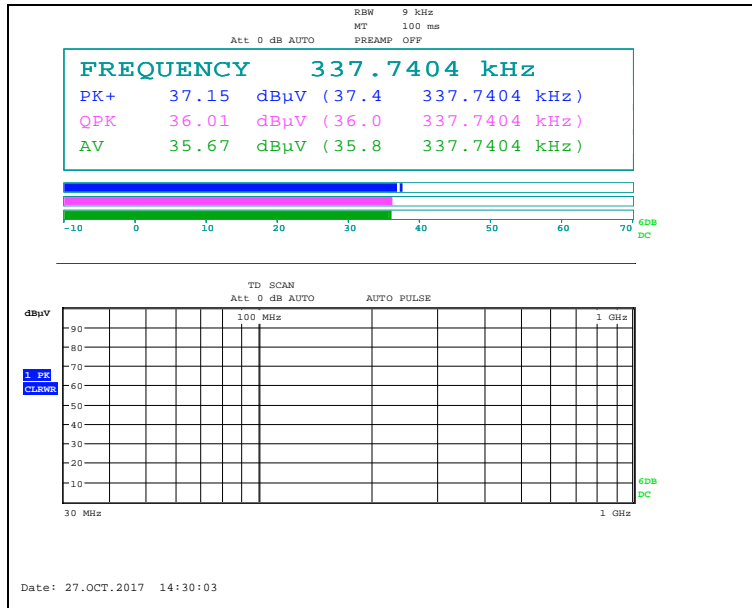 RBW 9 kHz
MT 100 ms
Att 0 dB AUTO PREAMP OFF
FREQUENCY 337.7404 kHz
PK+ 37.15 dBµV (37.4 337.7404 kHz)
QPK 36.01 dBµV (36.0 337.7404 kHz)
AV 35.67 dBµV (35.8 337.7404 kHz)
-10 0 10 20 30 40 50 60 70
6DB
DC
TD SCAN
Att 0 dB AUTO AUTO PULSE
dBµV
100 MHz 1 GHz
90
80
70
1 PK
60
CLRWR
50
40
30
20
10
6DB
DC
30 MHz 1 GHz
Date: 27.OCT.2017 14:30:03